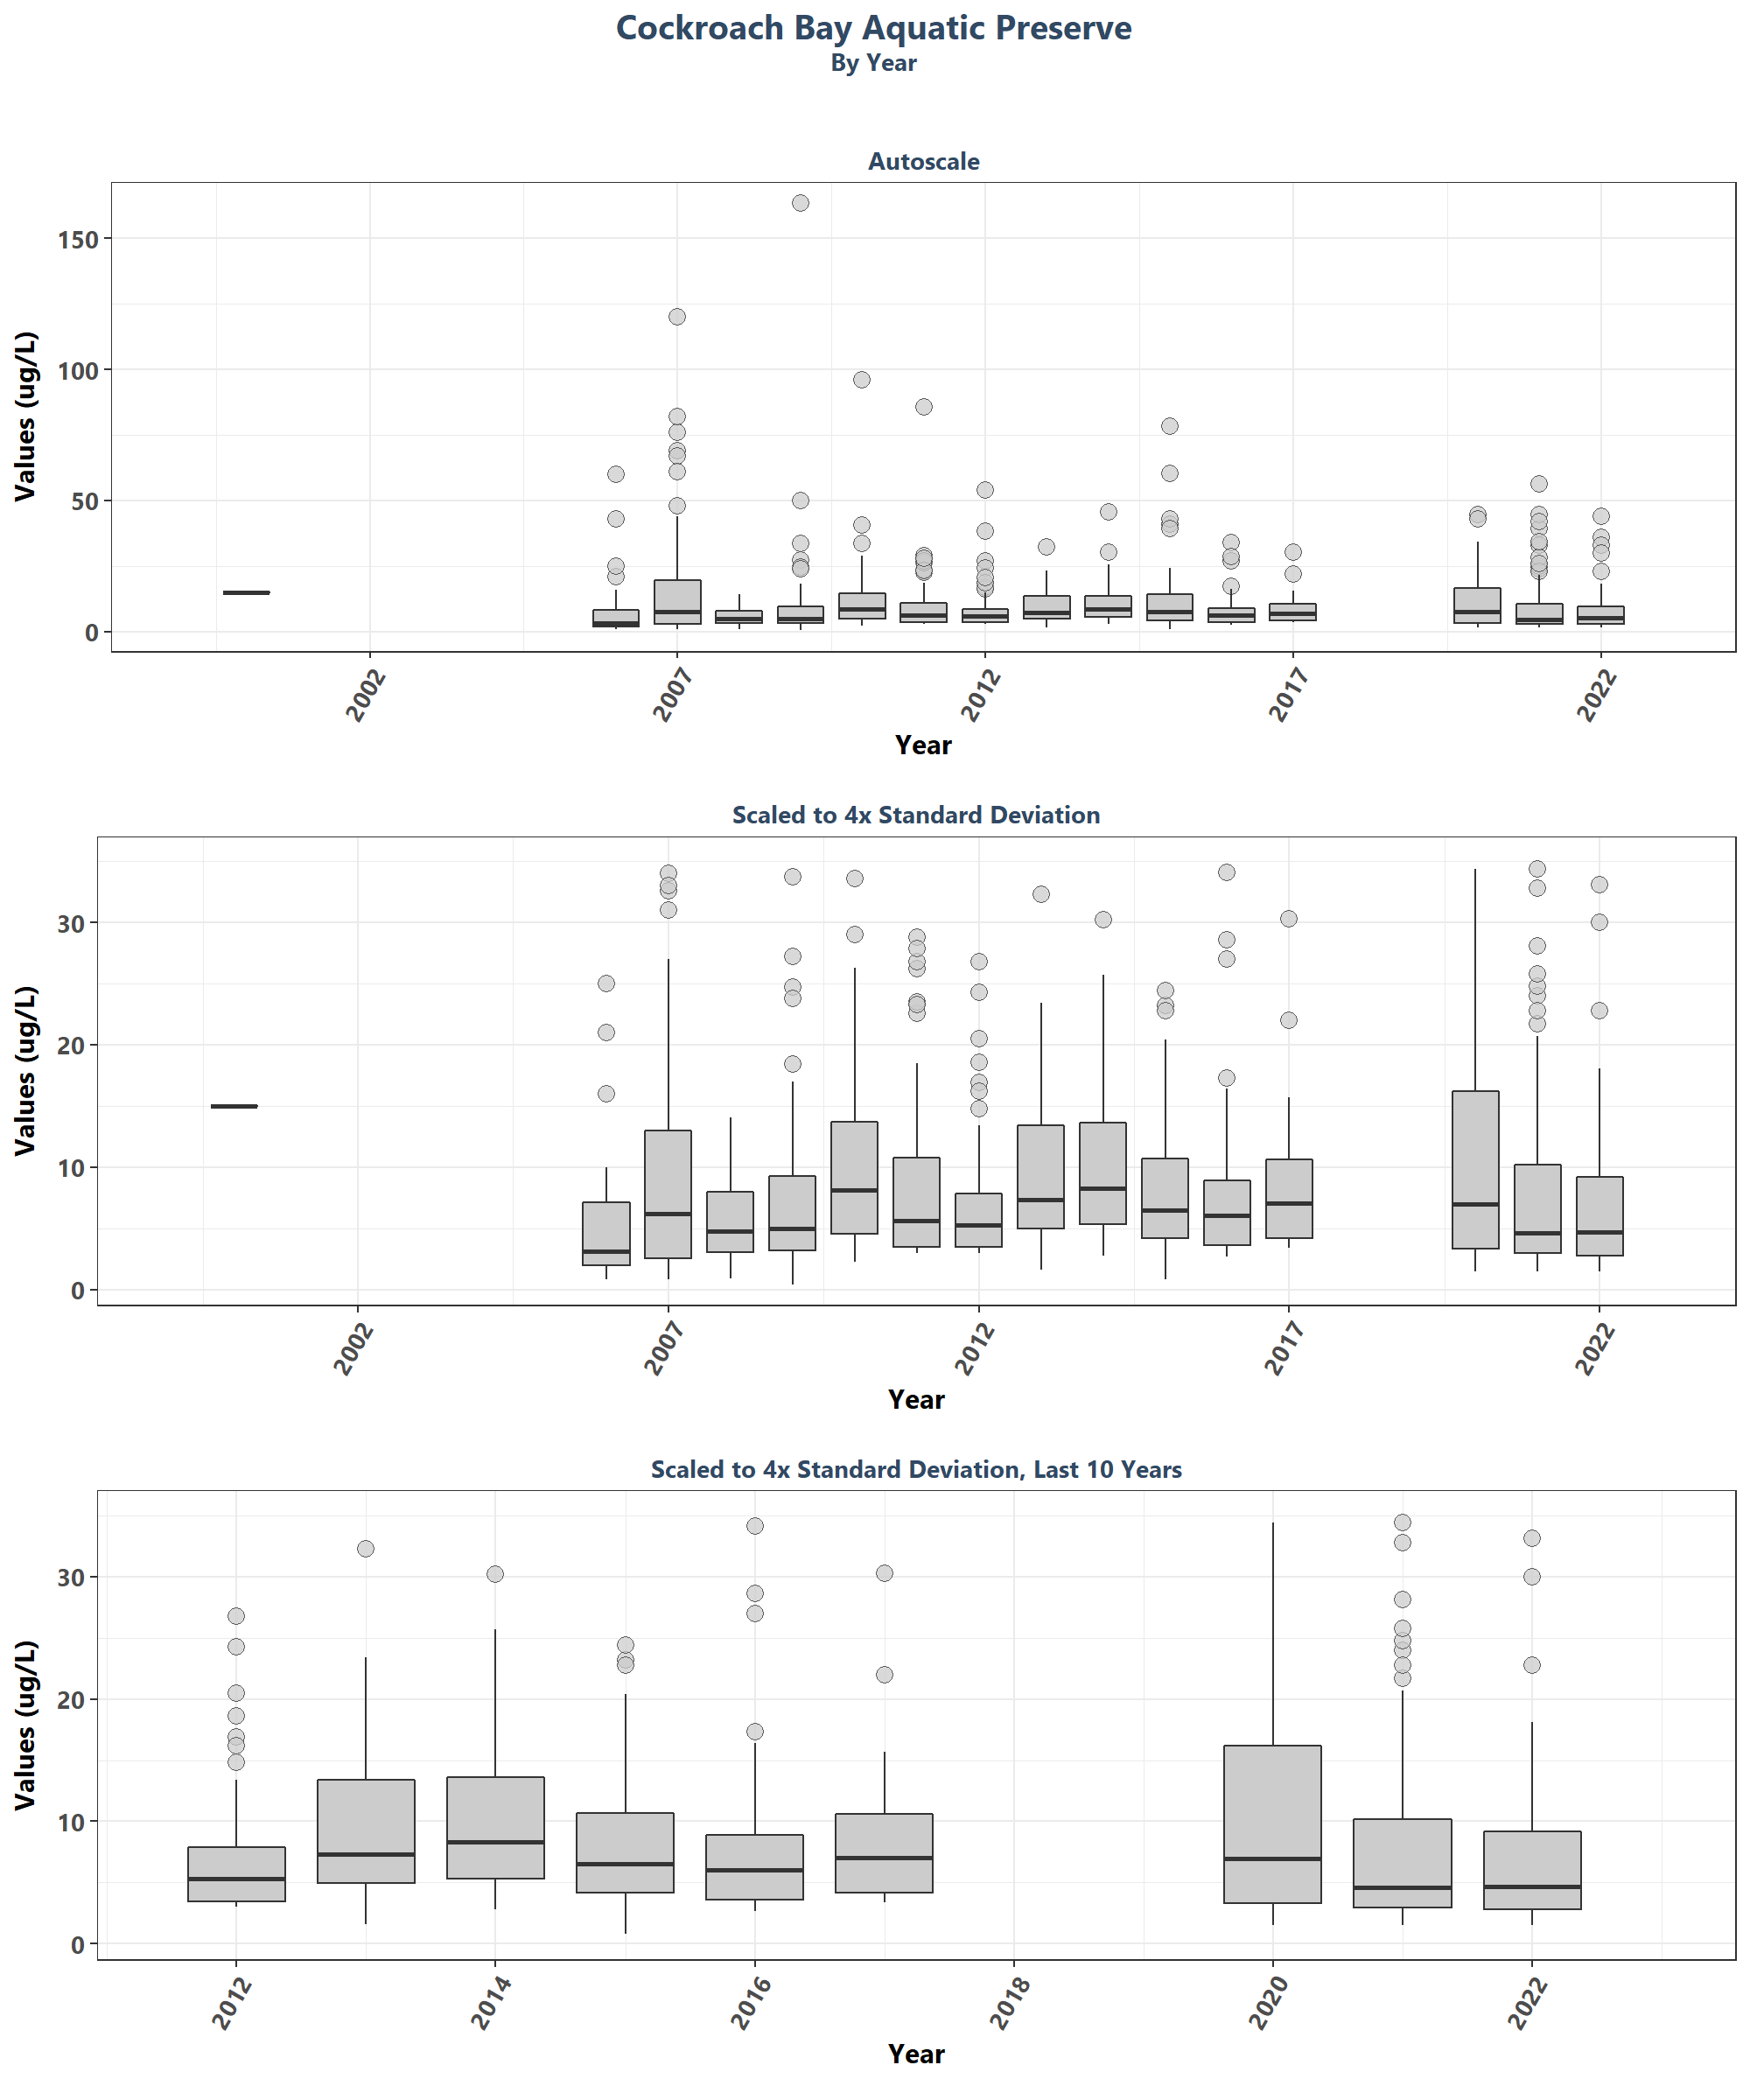 Cockroach Bay Aquatic Preserve
By Year
Autoscale
Values (ug/L)
150
100
50
0
2002
2007
2012
2017
2022
Year
Scaled to 4x Standard Deviation
Values (ug/L)
30
20
10
0
2002
2007
2012
2017
2022
Year
Scaled to 4x Standard Deviation, Last 10 Years
Values (ug/L)
30
20
10
0
2012
2014
2016
2018
2020
2022
Year